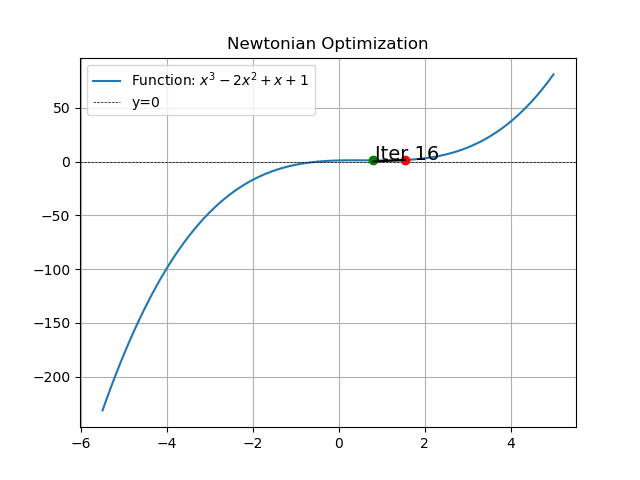 Newtonian Optimization
Function: $x^3 - 2x^2 + x + 1$
y=0
Iter 16
50
0
−50
−100
−150
−200
−6 −4 −2 0 2 4